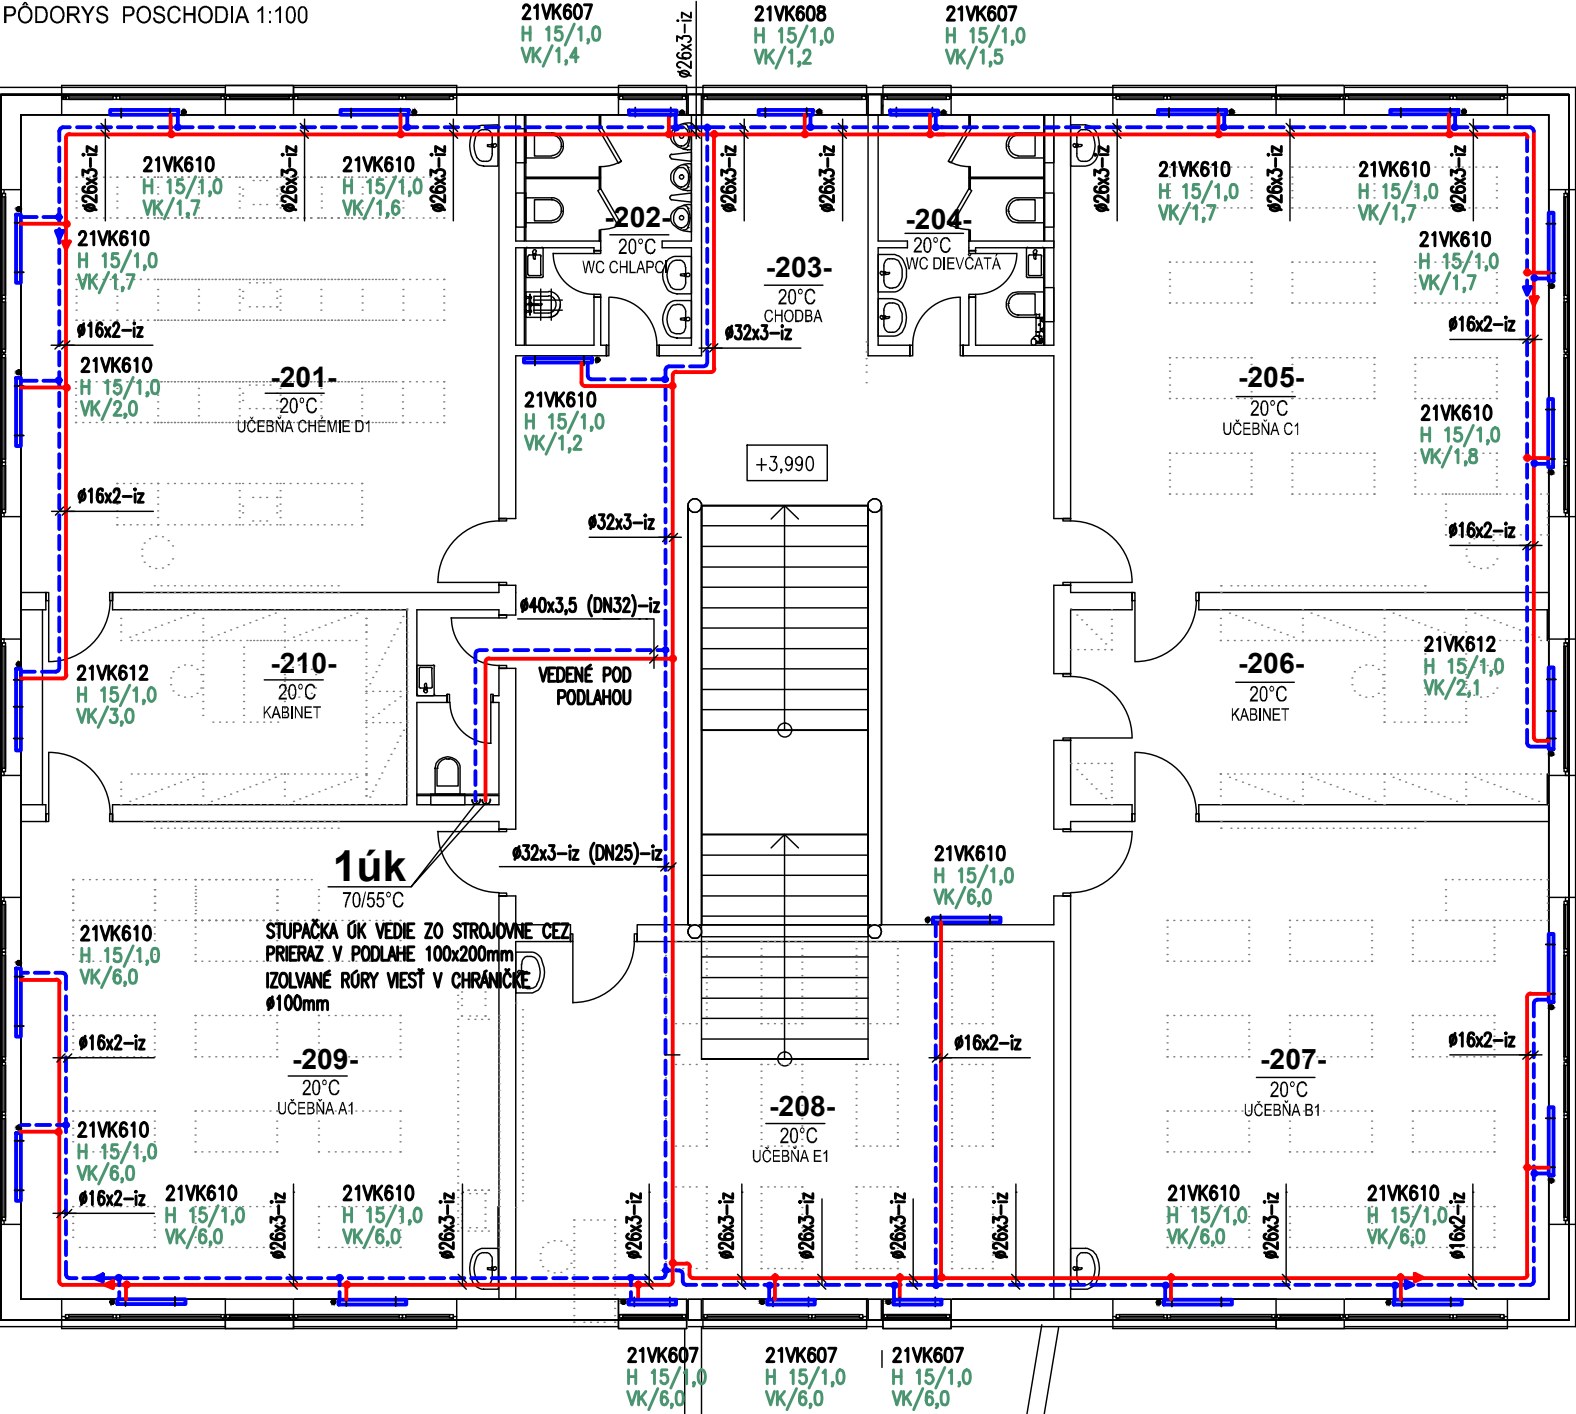 PÔDORYS POSCHODIA 1:100
21VK607
H 15/1,0
VK/1,4
ø26x3-iz
21VK608
H 15/1,0
VK/1,2
21VK607
H 15/1,0
VK/1,5
ø26x3-iz
21VK610
H 15/1,0
VK/1,7
ø26x3-iz
21VK610
H 15/1,0
VK/1,6
ø26x3-iz
-202-
20°C
WC CHLAPCI
ø26x3-iz
ø26x3-iz
-203-
20°C
CHODBA
ø32x3-iz
-204-
20°C
WC DIEVČATÁ
ø26x3-iz
21VK610
H 15/1,0
VK/1,7
ø26x3-iz
21VK610
H 15/1,0
VK/1,7
ø26x3-iz
21VK610
H 15/1,0
VK/1,7
21VK610
H 15/1,0
VK/1,7
ø16x2-iz
ø16x2-iz
21VK610
H 15/1,0
VK/2,0
-201-
20°C
UČEBŇA CHÉMIE D1
21VK610
H 15/1,0
VK/1,2
-205-
20°C
UČEBŇA C1
21VK610
H 15/1,0
VK/1,8
+3,990
ø16x2-iz
ø32x3-iz
ø16x2-iz
ø40x3,5 (DN32)-iz
VEDENÉ POD
PODLAHOU
21VK612
H 15/1,0
VK/3,0
-210-
20°C
KABINET
-206-
20°C
KABINET
21VK612
H 15/1,0
VK/2,1
1úk
70/55°C
ø32x3-iz (DN25)-iz
21VK610
H 15/1,0
VK/6,0
STUPAČKA ÚK VEDIE ZO STROJOVNE CEZ
PRIERAZ V PODLAHE 100x200mm
IZOLVANÉ RÚRY VIESŤ V CHRÁNIČKE
ø100mm
21VK610
H 15/1,0
VK/6,0
ø16x2-iz
-209-
20°C
UČEBŇA A1
ø16x2-iz
ø16x2-iz
-207-
20°C
UČEBŇA B1
-208-
20°C
UČEBŇA E1
21VK610
H 15/1,0
VK/6,0
ø16x2-iz
21VK610
H 15/1,0
VK/6,0
ø26x3-iz
21VK610
H 15/1,0
VK/6,0
ø26x3-iz
ø26x3-iz
ø26x3-iz
ø26x3-iz
ø26x3-iz
ø26x3-iz
21VK610
H 15/1,0
VK/6,0
ø26x3-iz
21VK610
H 15/1,0
VK/6,0
ø16x2-iz
21VK607
H 15/1,0
VK/6,0
21VK607
H 15/1,0
VK/6,0
21VK607
H 15/1,0
VK/6,0